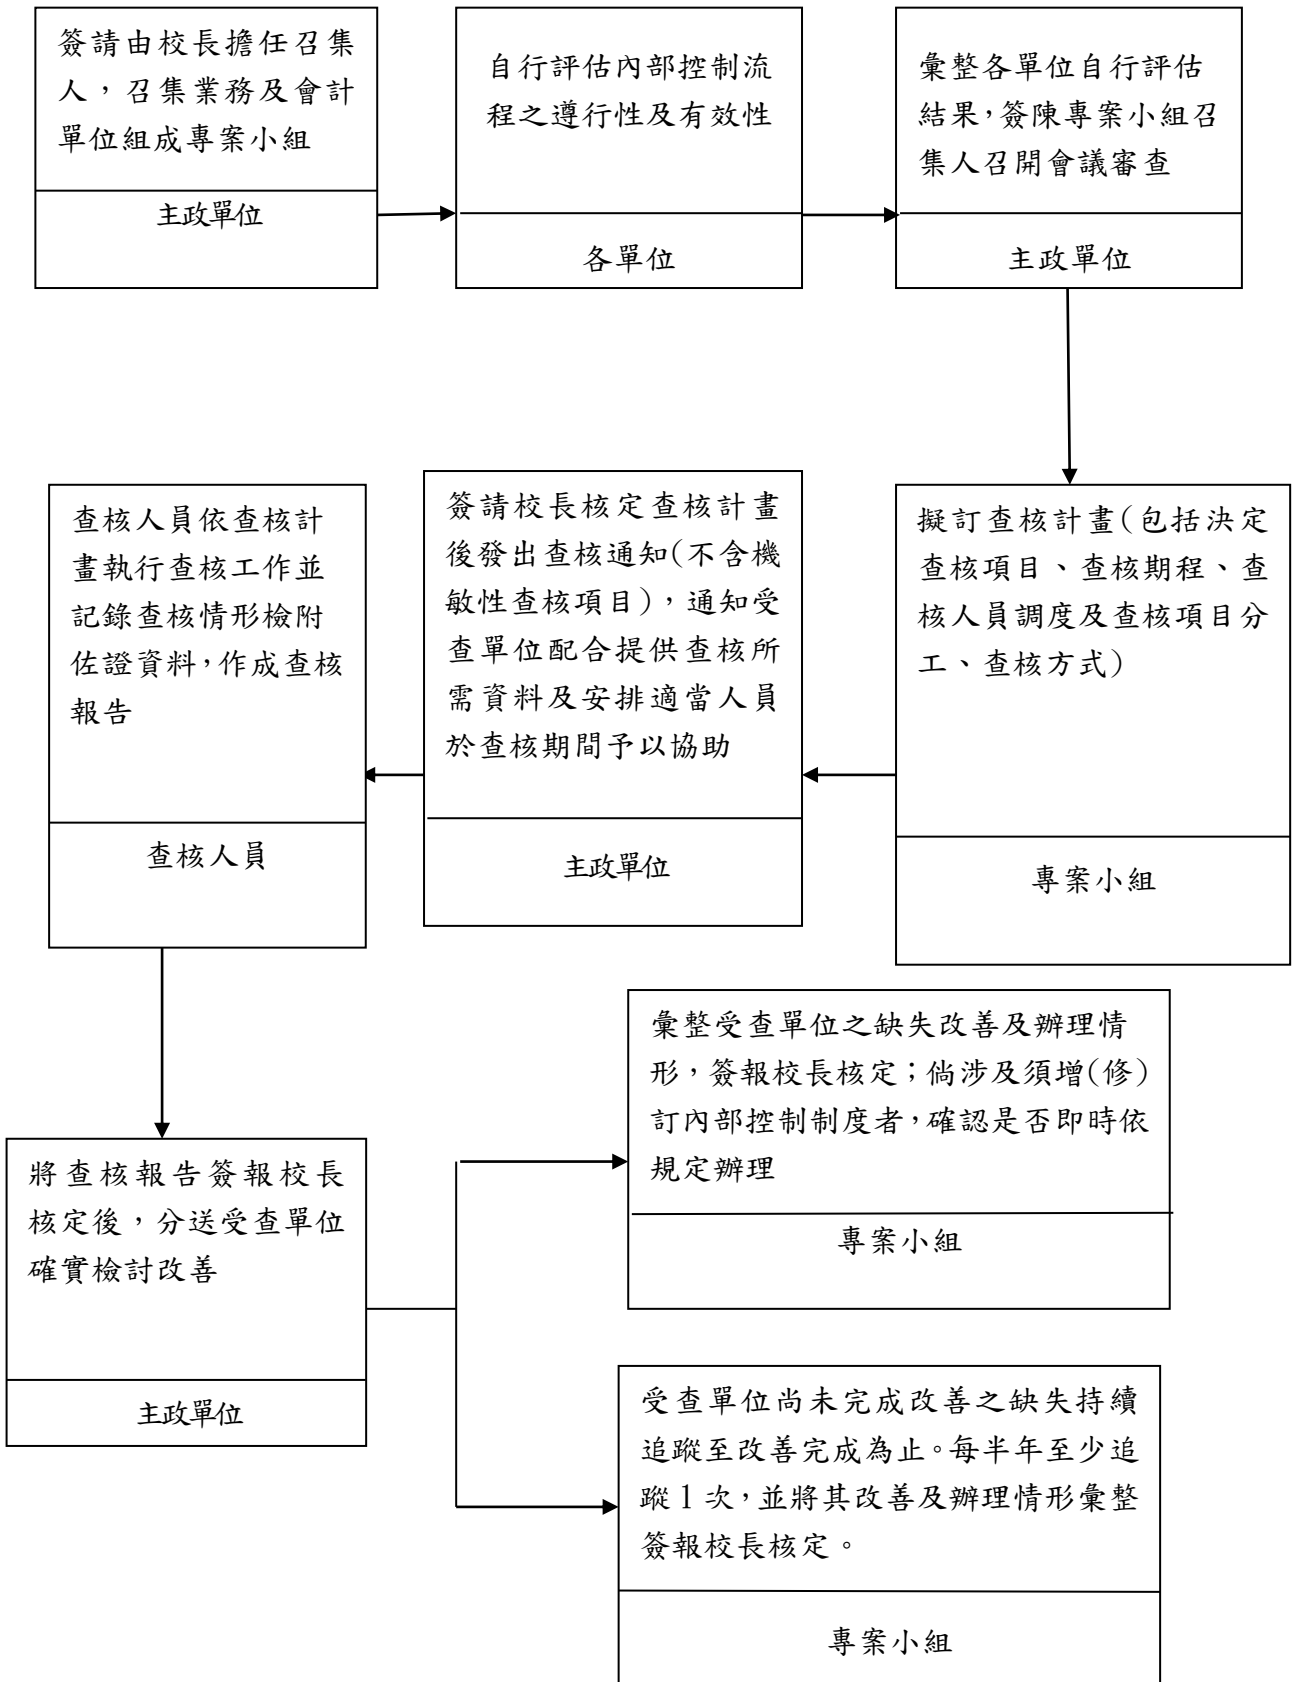 簽請由校長擔任召集
人，召集業務及會計
單位組成專案小組
主政單位
自行評估內部控制流
程之遵行性及有效性
各單位
彙整各單位自行評估
結果，簽陳專案小組召
集人召開會議審查
主政單位
擬訂查核計畫(包括決定
查核項目、查核期程、查
核人員調度及查核項目分
工、查核方式)
專案小組
簽請校長核定查核計畫
後發出查核通知(不含機
敏性查核項目)，通知受
查單位配合提供查核所
需資料及安排適當人員
於查核期間予以協助
主政單位
查核人員依查核計
畫執行查核工作並
記錄查核情形檢附
佐證資料，作成查核
報告
查核人員
將查核報告簽報校長
核定後，分送受查單位
確實檢討改善
主政單位
彙整受查單位之缺失改善及辦理情
形，簽報校長核定；倘涉及須增(修)
訂內部控制制度者，確認是否即時依
規定辦理
專案小組
受查單位尚未完成改善之缺失持續
追蹤至改善完成為止。每半年至少追
蹤 1 次，並將其改善及辦理情形彙整
簽報校長核定。
專案小組